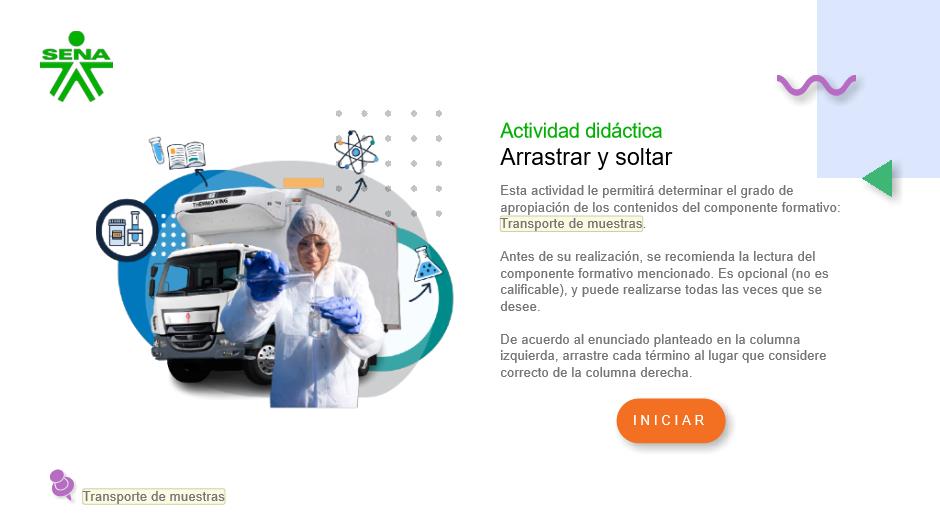 SENA
THERMO KING
Actividad didáctica
Arrastrar y soltar
Esta actividad le permitirá determinar el grado de
apropiación de los contenidos del componente formativo:
Transporte de muestras.
Antes de su realización, se recomienda la lectura del
componente formativo mencionado. Es opcional (no es
calificable), y puede realizarse todas las veces que se
desee.
De acuerdo al enunciado planteado en la columna
izquierda, arrastre cada término al lugar que considere
correcto de la columna derecha.
INICIAR
Transporte de muestras